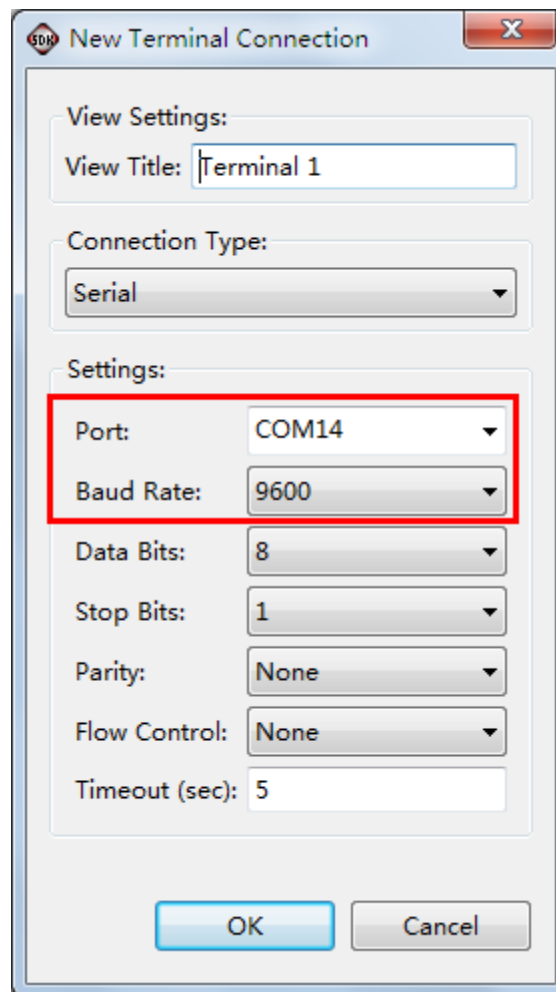 SDK New Terminal Connection
View Settings:
View Title: Terminal 1
Connection Type:
Serial
Settings:
Port: COM14
Baud Rate: 9600
Data Bits: 8
Stop Bits: 1
Parity: None
Flow Control: None
Timeout (sec): 5
OK Cancel